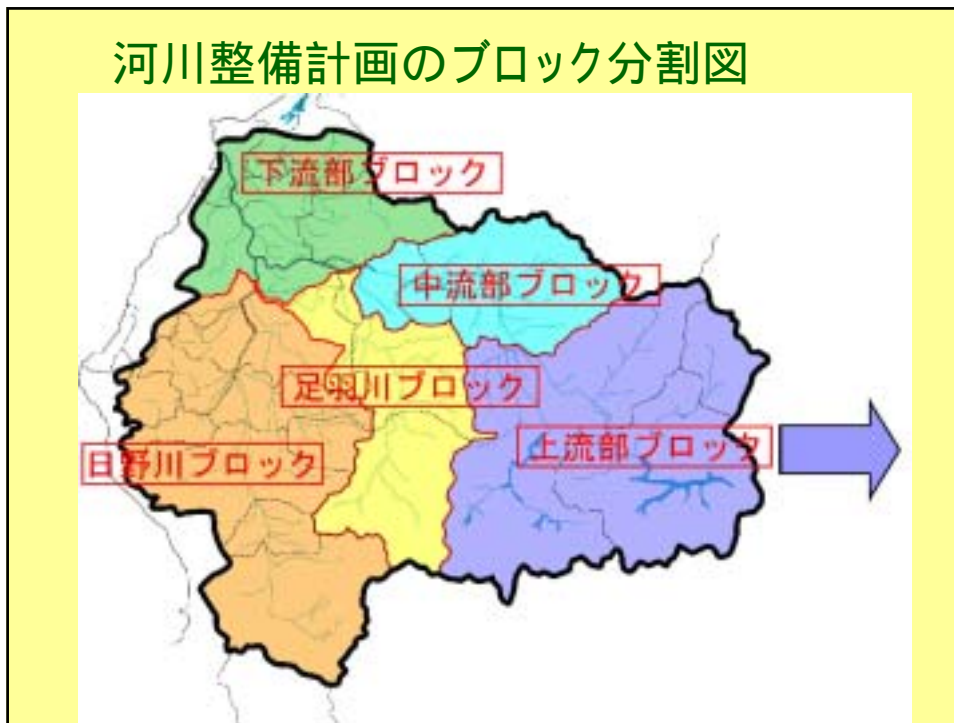 河川整備計画のブロック分割図
下流部ブロック
中流部ブロック
足羽川ブロック
上流部ブロック
日野川ブロック